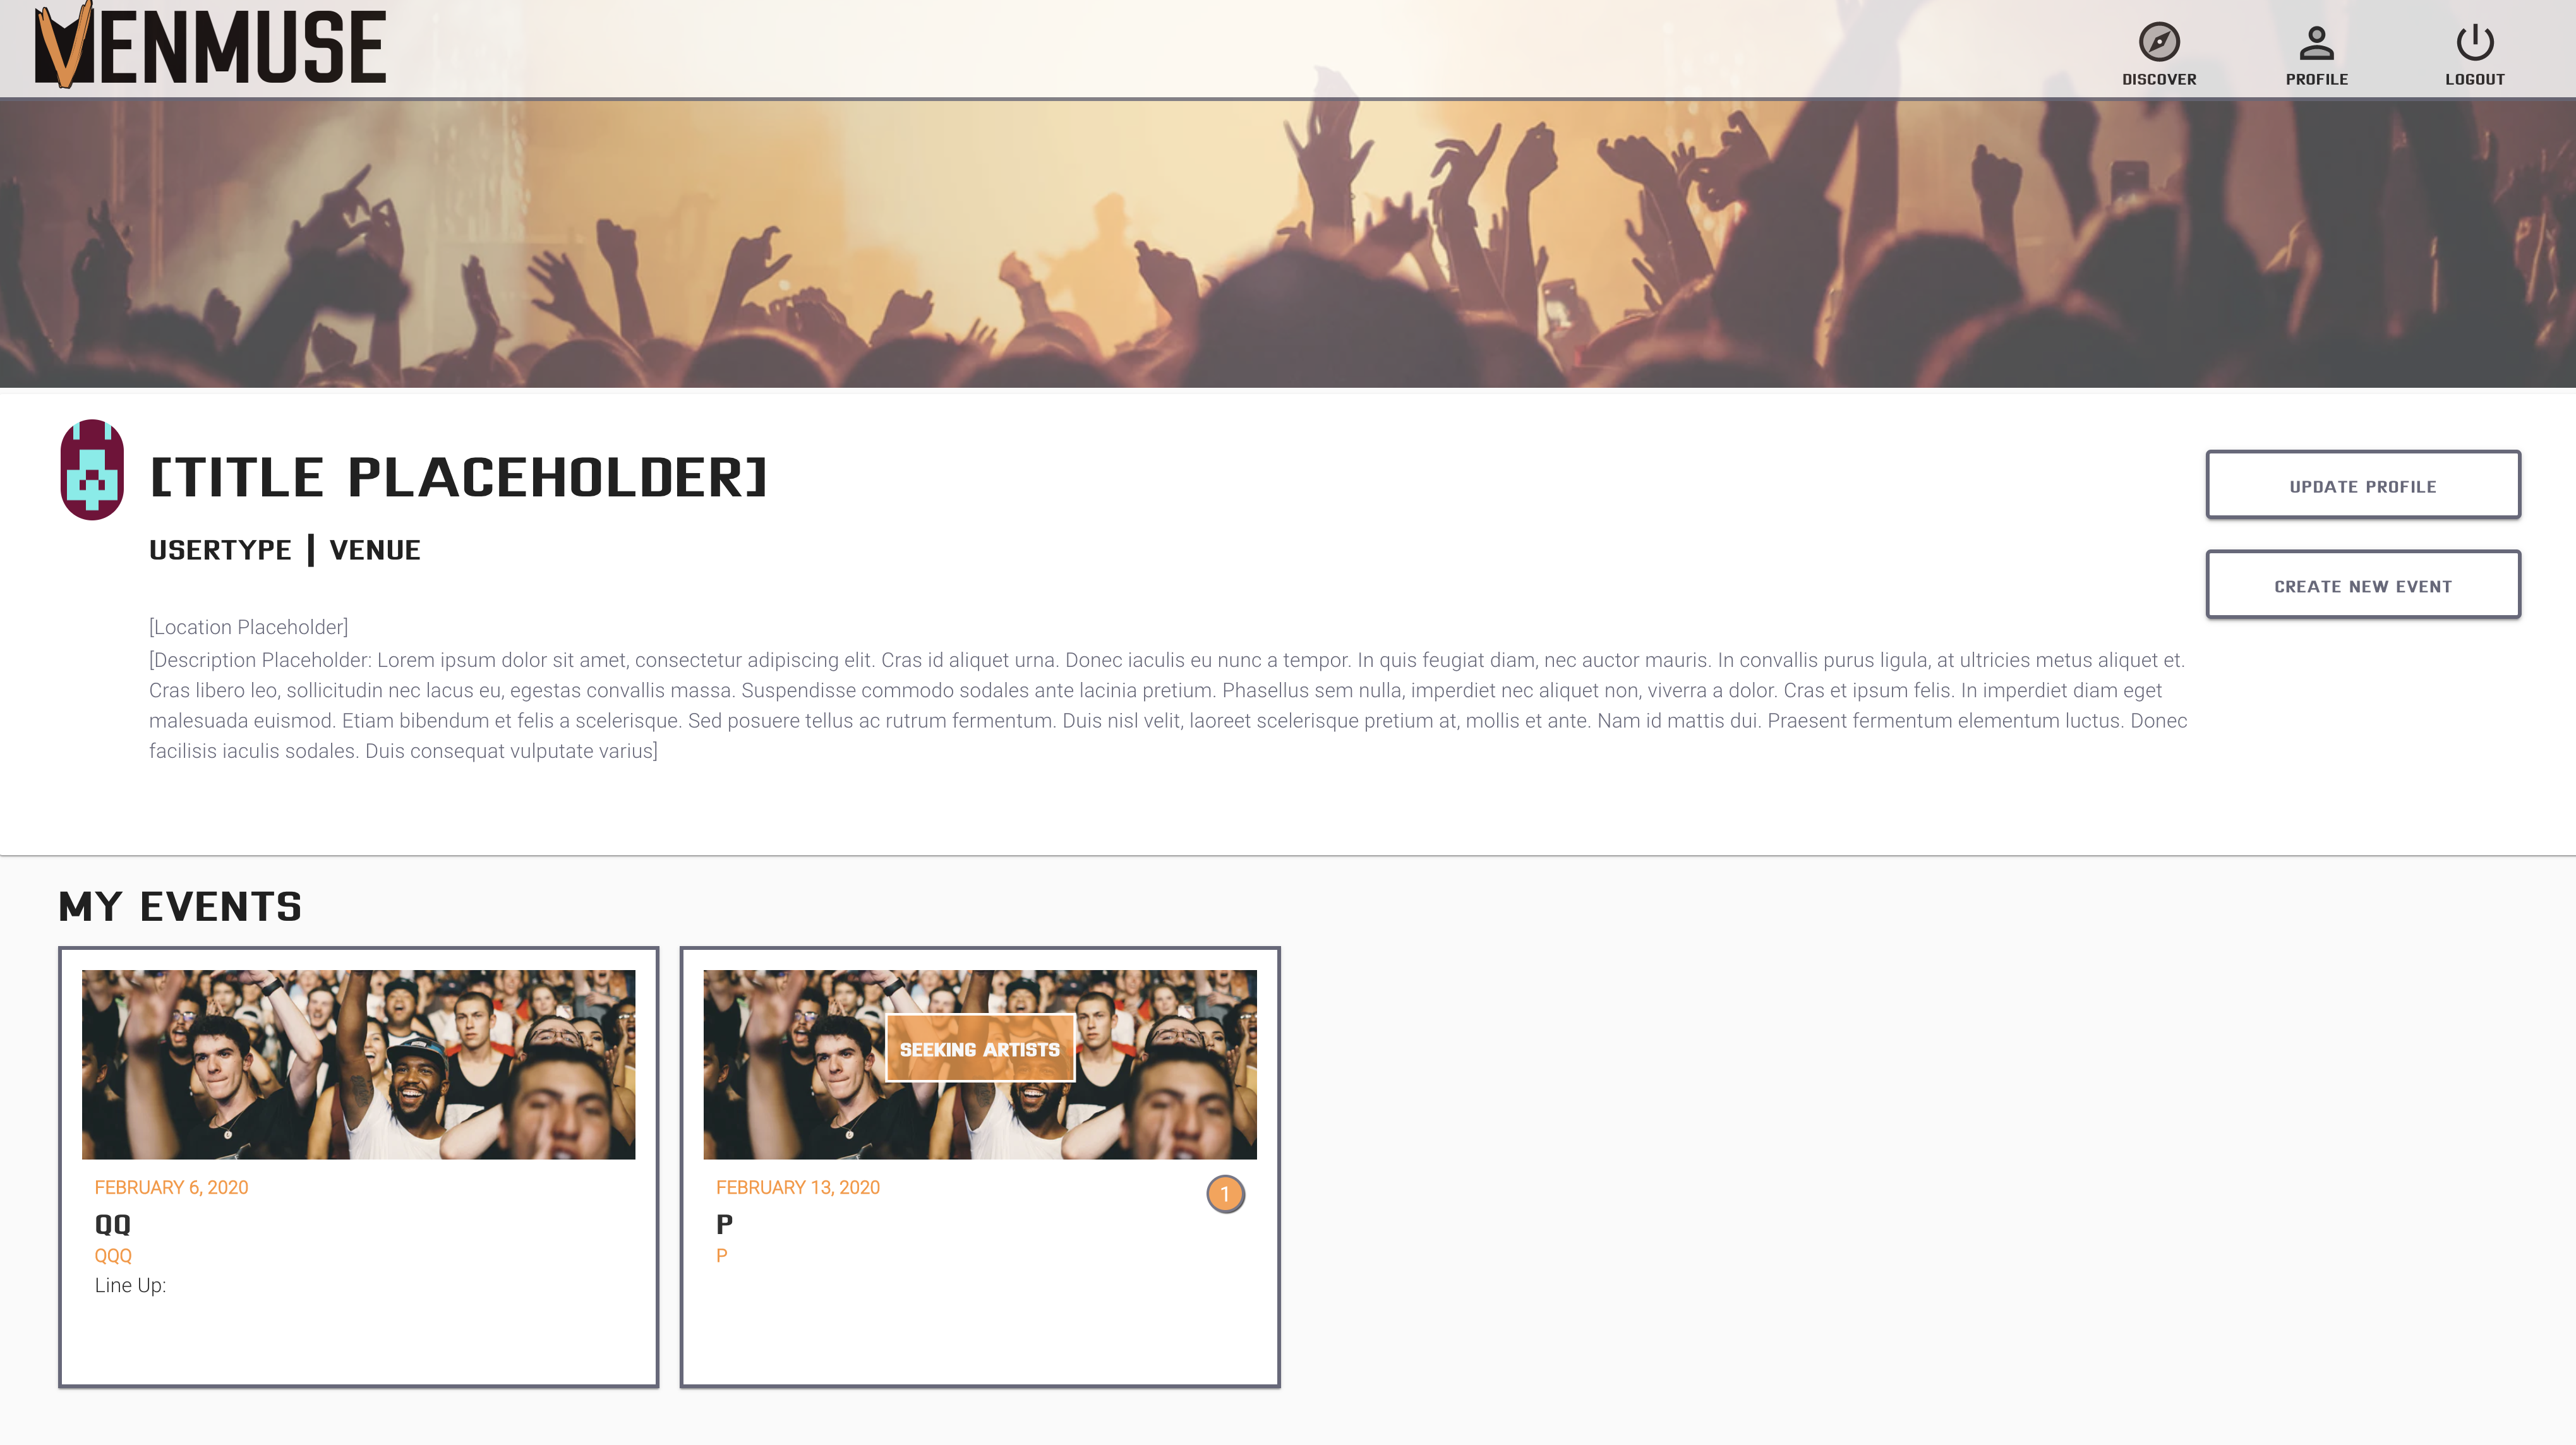 VENMUSE
DISCOVER
PROFILE
LOGOUT
[TITLE PLACEHOLDER]
USERTYPE | VENUE
UPDATE PROFILE
CREATE NEW EVENT
[Location Placeholder]
[Description Placeholder: Lorem ipsum dolor sit amet, consectetur adipiscing elit. Cras id aliquet urna. Donec iaculis eu nunc a tempor. In quis feugiat diam, nec auctor mauris. In convallis purus ligula, at ultricies metus aliquet et.
Cras libero leo, sollicitudin nec lacus eu, egestas convallis massa. Suspendisse commodo sodales ante lacinia pretium. Phasellus sem nulla, imperdiet nec aliquet non, viverra a dolor. Cras et ipsum felis. In imperdiet diam eget
malesuada euismod. Etiam bibendum et felis a scelerisque. Sed posuere tellus ac rutrum fermentum. Duis nisl velit, laoreet scelerisque pretium at, mollis et ante. Nam id mattis dui. Praesent fermentum elementum luctus. Donec
facilisis iaculis sodales. Duis consequat vulputate varius]
MY EVENTS
FEBRUARY 6, 2020
QQ
QQQ
Line Up:
SEEKING ARTISTS
FEBRUARY 13, 2020
1
P
P